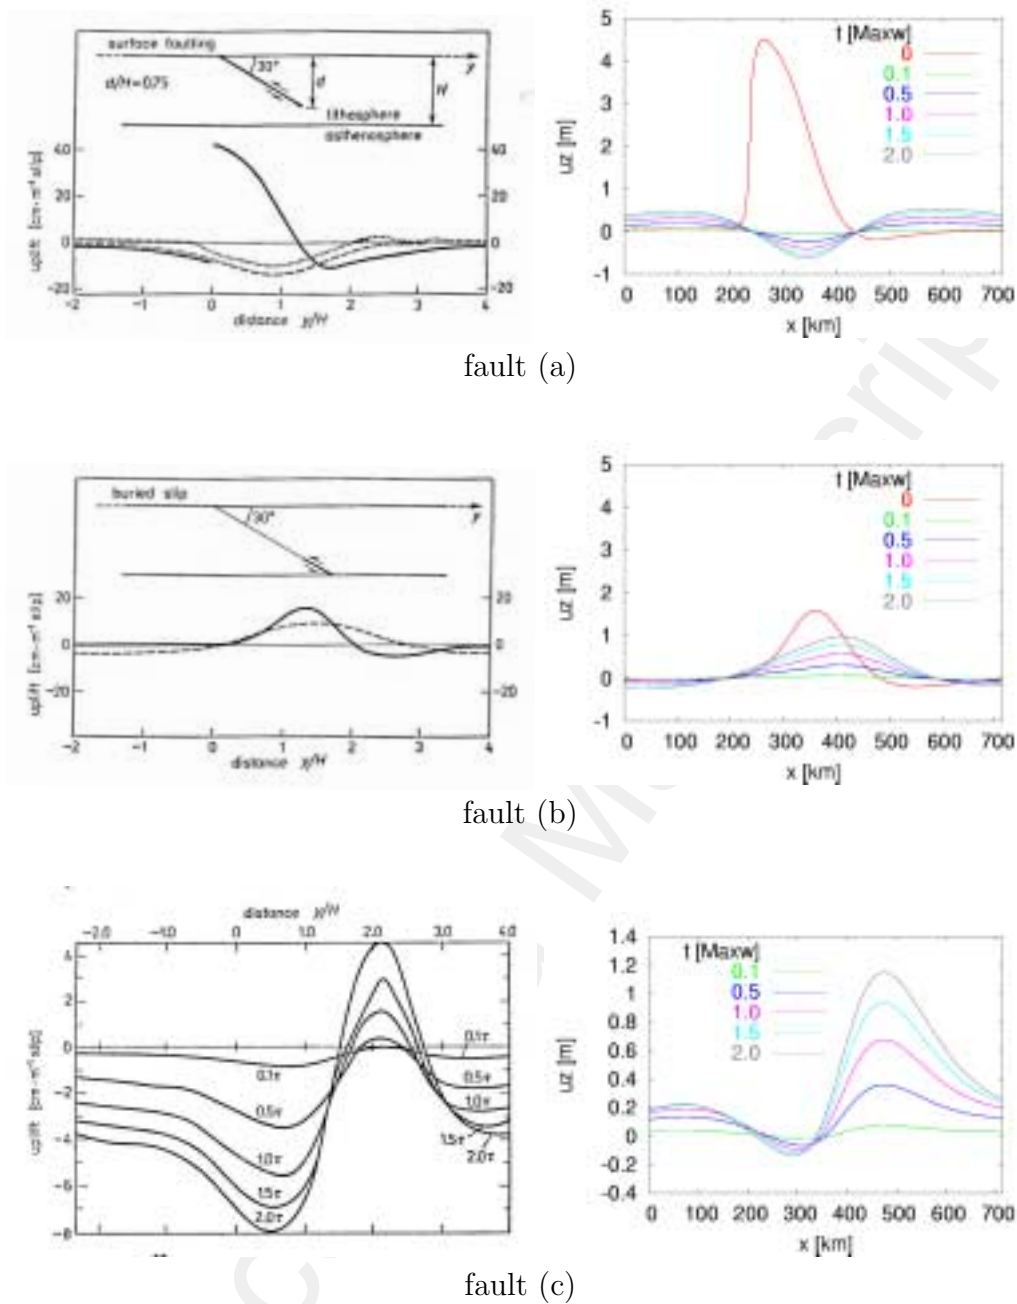 surface faulting
30°
d
H
y
d/H=0.75
lithosphere
asthenosphere
40
20
0
-20
40
20
0
-20
uplift [cm·m⁻¹ slip]
-2 -1 0 1 2 3 4
distance y/H
5
4
3
2
1
0
-1
uz [m]
t [Maxw]
0
0.1
0.5
1.0
1.5
2.0
0 100 200 300 400 500 600 700
x [km]
fault (a)
buried slip
30°
y
20
0
-20
20
0
-20
uplift [cm·m⁻¹ slip]
-2 -1 0 1 2 3 4
distance y/H
5
4
3
2
1
0
-1
uz [m]
t [Maxw]
0
0.1
0.5
1.0
1.5
2.0
0 100 200 300 400 500 600 700
x [km]
fault (b)
distance y/H
-2.0 -1.0 0 1.0 2.0 3.0 4.0
4
2
0
-2
-4
-6
-8
uplift [cm·m⁻¹ slip]
0.1τ
0.5τ
1.0τ
1.5τ
2.0τ
0.1τ
0.5τ
1.0τ
1.5τ
2.0τ
1.4
1.2
1
0.8
0.6
0.4
0.2
0
-0.2
-0.4
uz [m]
t [Maxw]
0.1
0.5
1.0
1.5
2.0
0 100 200 300 400 500 600 700
x [km]
fault (c)